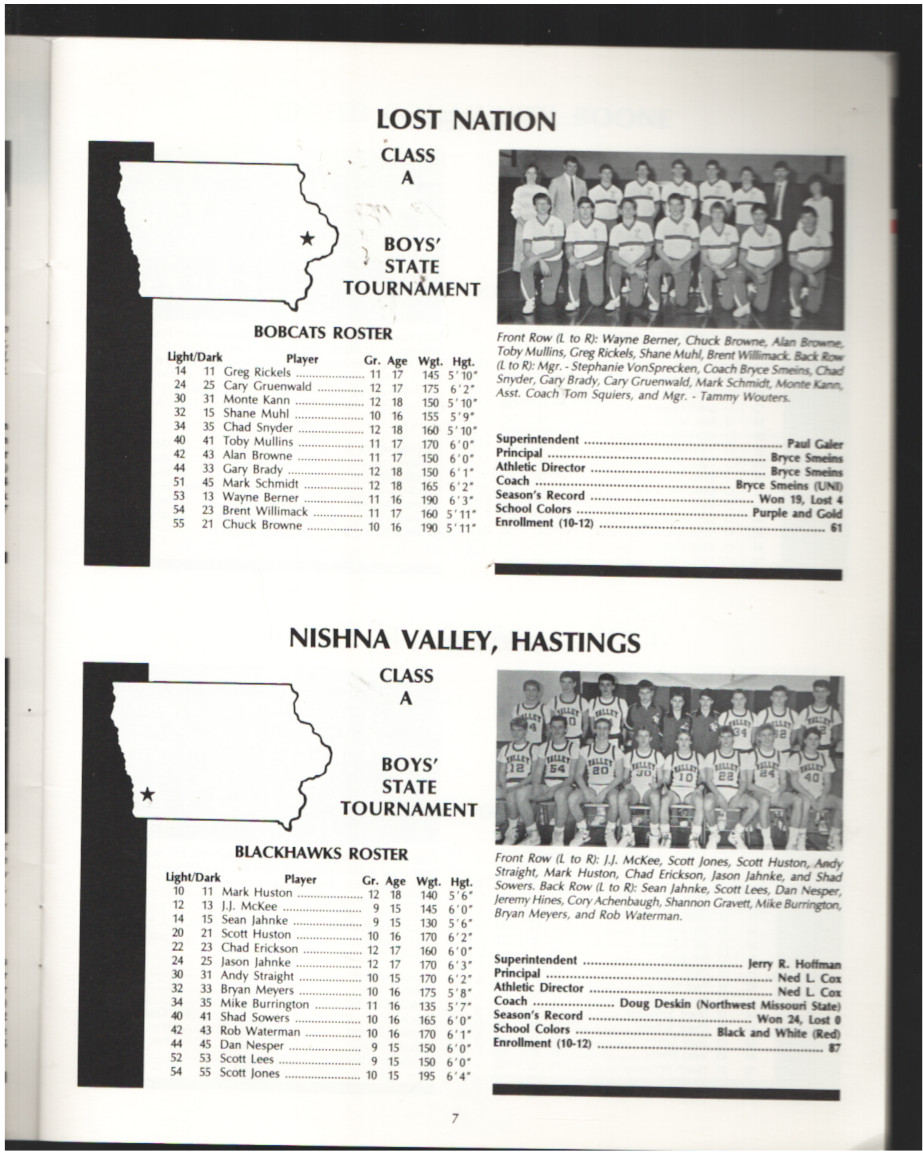 LOST NATION
CLASS
A
BOYS'
STATE
TOURNAMENT
BOBCATS ROSTER
Light/Dark Player Gr. Age Wgt. Hgt.
14 11 Greg Rickels ........................ 11 17 145 5'10"
24 25 Cary Gruenwald ................ 12 17 175 6'2"
30 31 Monte Kann ...................... 12 18 150 5'10"
32 15 Shane Muhl ....................... 10 16 155 5'9"
34 35 Chad Snyder ..................... 12 18 160 5'10"
40 41 Toby Mullins ..................... 11 17 170 6'0"
42 43 Alan Browne ..................... 11 17 150 6'0"
44 33 Gary Brady ........................ 12 18 150 6'1"
51 45 Mark Schmidt .................... 12 18 165 6'2"
53 13 Wayne Berner ................... 11 16 190 6'3"
54 23 Brent Willimack ................ 11 17 160 5'11"
55 21 Chuck Browne .................. 10 16 190 5'11"
Front Row (L to R): Wayne Berner, Chuck Browne, Alan Browne,
Toby Mullins, Greg Rickels, Shane Muhl, Brent Willimack. Back Row
(L to R): Mgr. - Stephanie VonSprecken, Coach Bryce Smeins, Chad
Snyder, Gary Brady, Cary Gruenwald, Mark Schmidt, Monte Kann,
Asst. Coach Tom Squiers, and Mgr. - Tammy Wouters.
Superintendent .................................................. Paul Galer
Principal ........................................................ Bryce Smeins
Athletic Director ............................................. Bryce Smeins
Coach .................................................. Bryce Smeins (UNI)
Season's Record ........................................... Won 19, Lost 4
School Colors ........................................... Purple and Gold
Enrollment (10-12) ......................................................... 61
NISHNA VALLEY, HASTINGS
CLASS
A
BOYS'
STATE
TOURNAMENT
BLACKHAWKS ROSTER
Light/Dark Player Gr. Age Wgt. Hgt.
10 11 Mark Huston .................... 12 18 140 5'6"
12 13 J.J. McKee ........................ 9 15 145 6'0"
14 15 Sean Jahnke ...................... 9 15 130 5'6"
20 21 Scott Huston .................... 10 16 170 6'2"
22 23 Chad Erickson .................. 12 17 160 6'0"
24 25 Jason Jahnke .................... 12 17 170 6'3"
30 31 Andy Straight ................... 10 15 170 6'2"
32 33 Bryan Meyers ................... 10 16 175 5'8"
34 35 Mike Burrington ............... 11 16 135 5'7"
40 41 Shad Sowers ..................... 10 16 165 6'0"
42 43 Rob Waterman .................. 10 16 170 6'1"
44 45 Dan Nesper ...................... 9 15 150 6'0"
52 53 Scott Lees ......................... 9 15 150 6'0"
54 55 Scott Jones ....................... 10 15 195 6'4"
VALLEY VALLEY VALLEY VALLEY VALLEY VALLEY VALLEY VALLEY
12 54 20 30 10 22 24 40
Front Row (L to R): J.J. McKee, Scott Jones, Scott Huston, Andy
Straight, Mark Huston, Chad Erickson, Jason Jahnke, and Shad
Sowers. Back Row (L to R): Sean Jahnke, Scott Lees, Dan Nesper,
Jeremy Hines, Cory Achenbaugh, Shannon Gravett, Mike Burrington,
Bryan Meyers, and Rob Waterman.
Superintendent ........................................ Jerry R. Hoffman
Principal ........................................................ Ned L. Cox
Athletic Director ............................................. Ned L. Cox
Coach .................... Doug Deskin (Northwest Missouri State)
Season's Record ........................................... Won 24, Lost 0
School Colors ................................... Black and White (Red)
Enrollment (10-12) ......................................................... 87
7